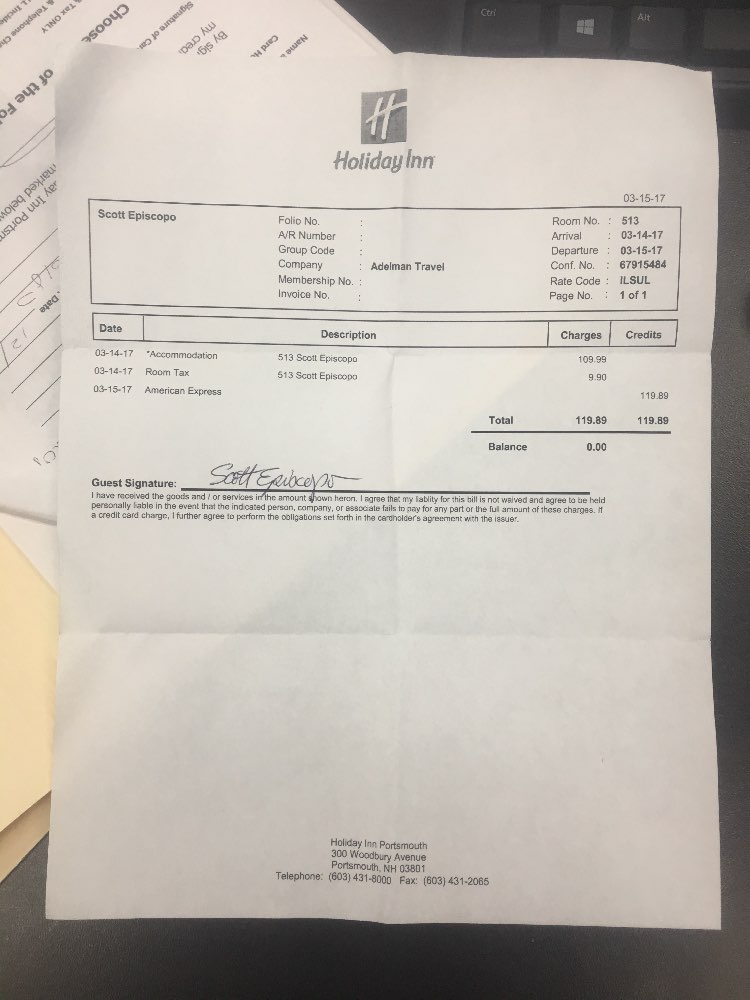 Ctrl
Alt
Tax ONLY
Choose
of the Fo
Signature of Ca
By sig
my cred
Name
Card H
marked below
Date
H
Holiday Inn
03-15-17
Scott Episcopo
Folio No. :
Room No. : 513
A/R Number :
Arrival : 03-14-17
Group Code :
Departure : 03-15-17
Company : Adelman Travel
Conf. No. : 67915484
Membership No. :
Rate Code : ILSUL
Invoice No. :
Page No. : 1 of 1
Date Description Charges Credits
03-14-17 *Accommodation 513 Scott Episcopo 109.99
03-14-17 Room Tax 513 Scott Episcopo 9.90
03-15-17 American Express 119.89
Total 119.89 119.89
Balance 0.00
Guest Signature: Scott Episcopo
I have received the goods and / or services in the amount shown heron. I agree that my liablity for this bill is not waived and agree to be held
personally liable in the event that the indicated person, company, or associate fails to pay for any part or the full amount of these charges. If
a credit card charge, I further agree to perform the obligations set forth in the cardholder's agreement with the issuer.
Holiday Inn Portsmouth
300 Woodbury Avenue
Portsmouth, NH 03801
Telephone: (603) 431-8000 Fax: (603) 431-2065